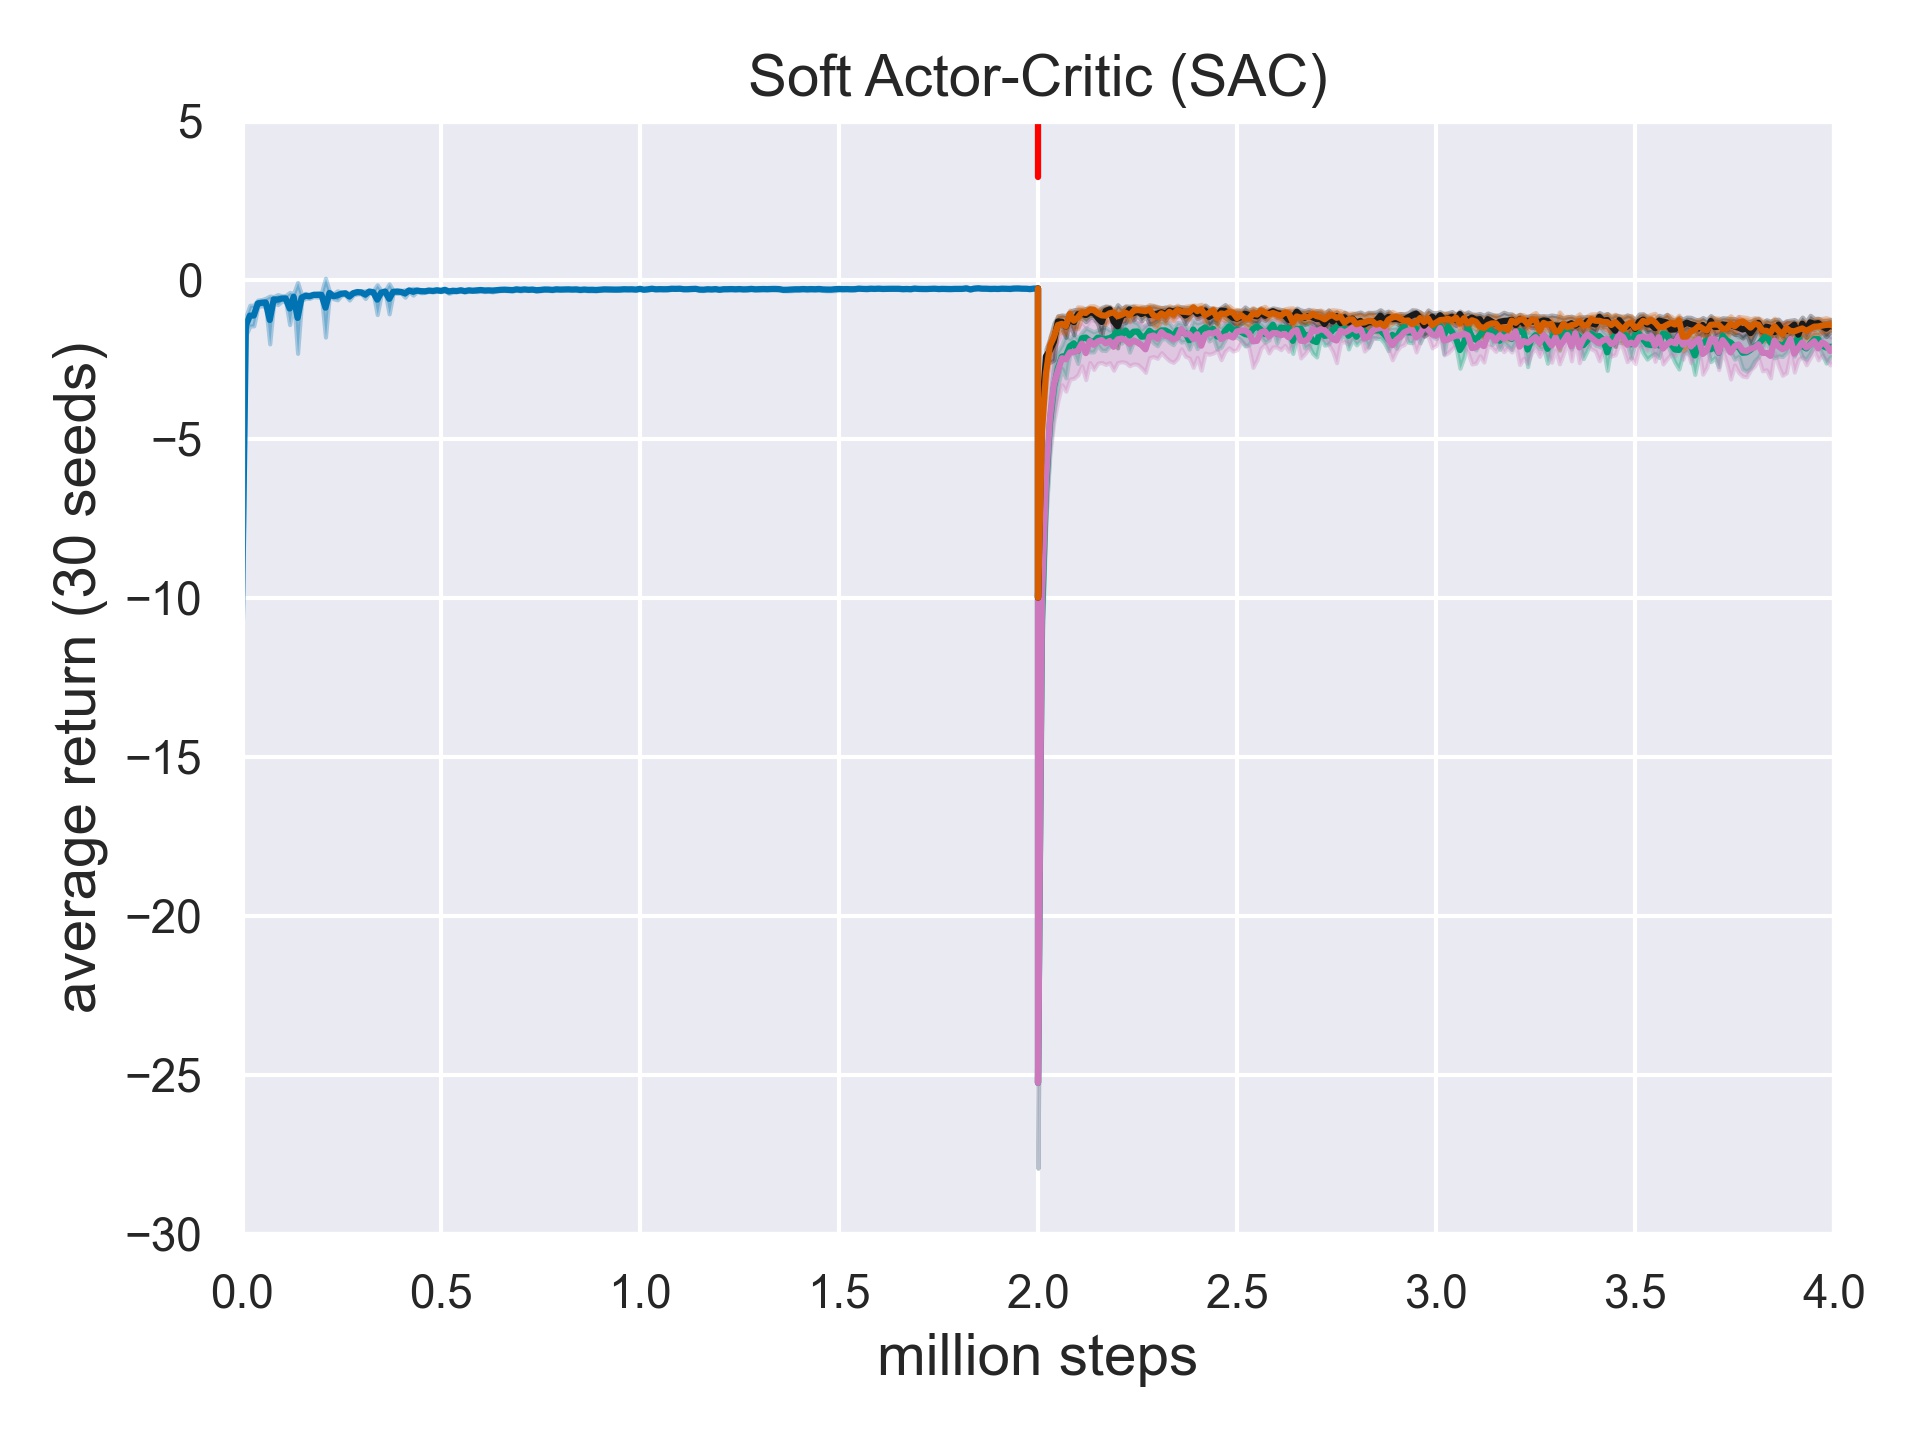 Soft Actor-Critic (SAC)
5
0
−5
−10
−15
−20
−25
−30
average return (30 seeds)
0.0 0.5 1.0 1.5 2.0 2.5 3.0 3.5 4.0
million steps